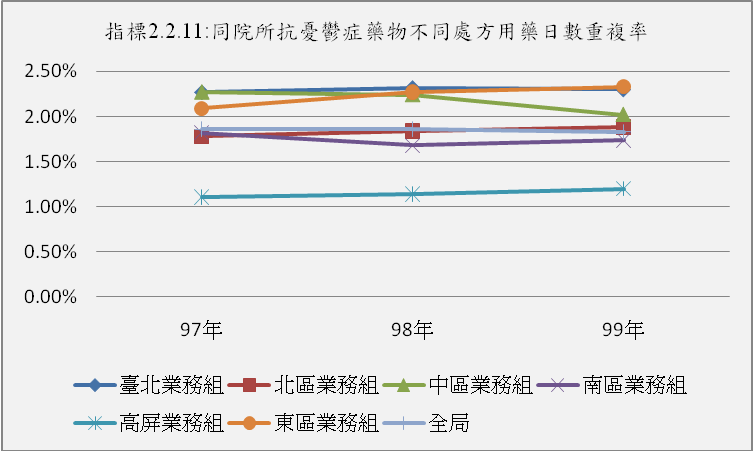 指標2.2.11:同院所抗憂鬱症藥物不同處方用藥日數重複率
2.50%
2.00%
1.50%
1.00%
0.50%
0.00%
97年 98年 99年
臺北業務組 北區業務組 中區業務組 南區業務組
高屏業務組 東區業務組 全局